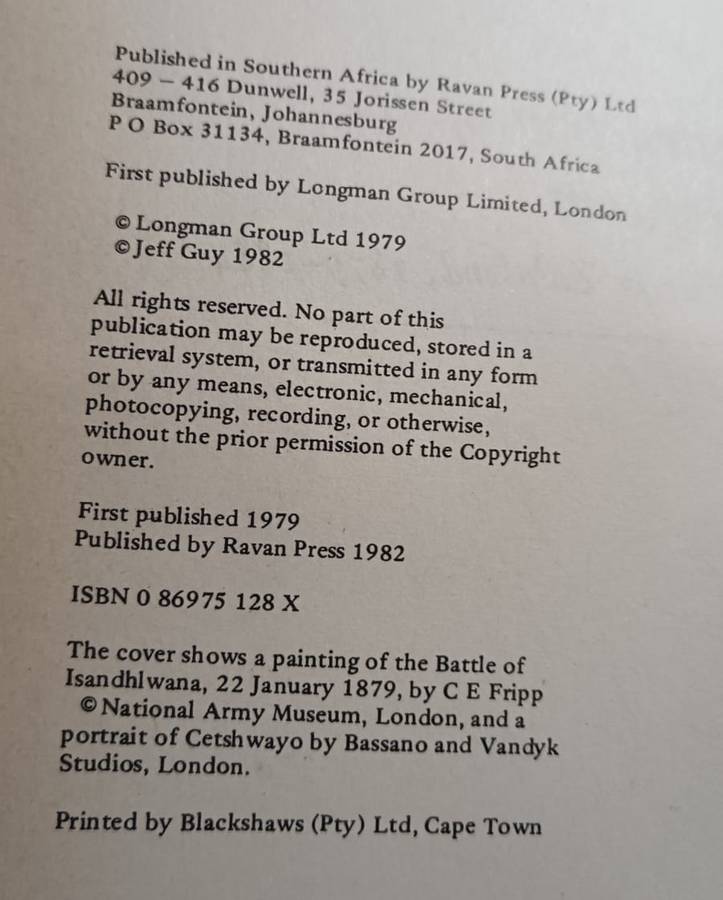 Published in Southern Africa by Ravan Press (Pty) Ltd
409 – 416 Dunwell, 35 Jorissen Street
Braamfontein, Johannesburg
P O Box 31134, Braamfontein 2017, South Africa
First published by Longman Group Limited, London
© Longman Group Ltd 1979
© Jeff Guy 1982
All rights reserved. No part of this
publication may be reproduced, stored in a
retrieval system, or transmitted in any form
or by any means, electronic, mechanical,
photocopying, recording, or otherwise,
without the prior permission of the Copyright
owner.
First published 1979
Published by Ravan Press 1982
ISBN 0 86975 128 X
The cover shows a painting of the Battle of
Isandhlwana, 22 January 1879, by C E Fripp
© National Army Museum, London, and a
portrait of Cetshwayo by Bassano and Vandyk
Studios, London.
Printed by Blackshaws (Pty) Ltd, Cape Town